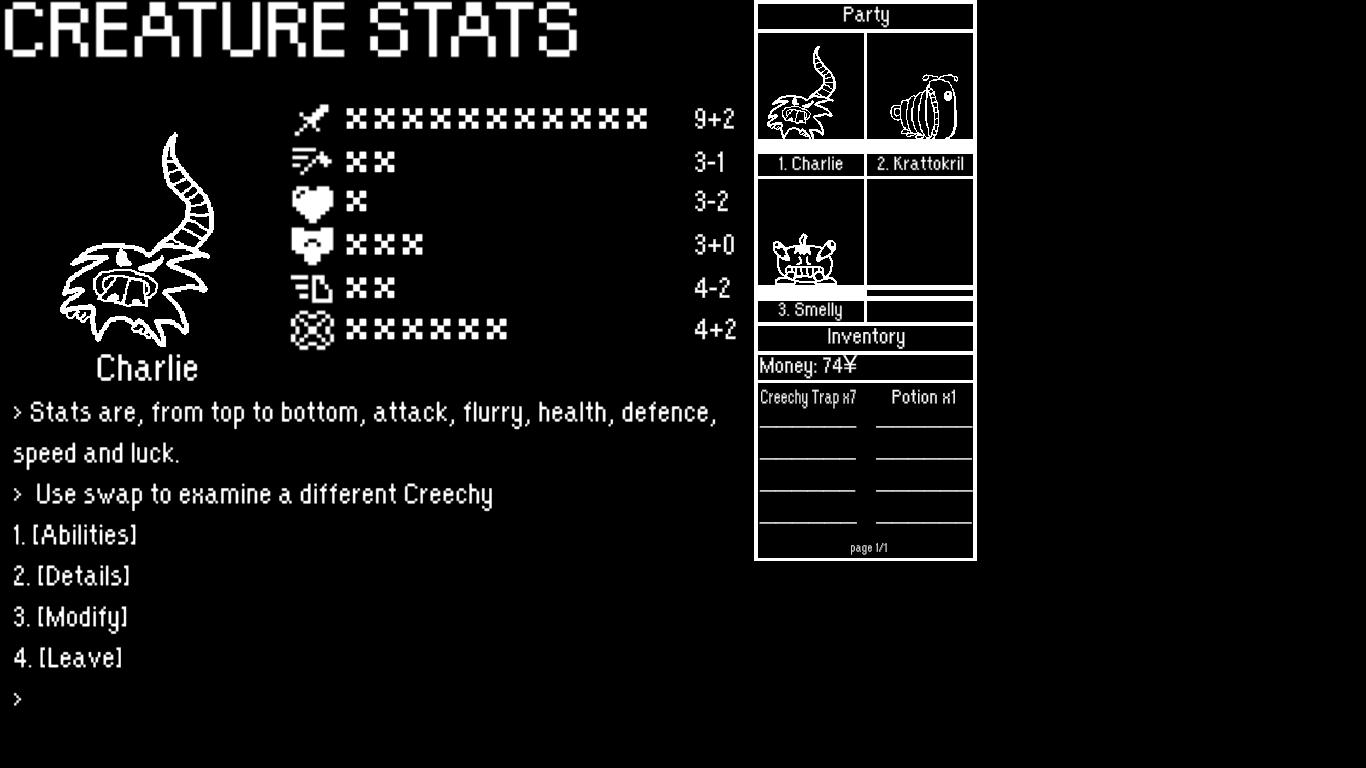 CREATURE STATS
9+2
3-1
3-2
3+0
4-2
4+2
Charlie
> Stats are, from top to bottom, attack, flurry, health, defence,
speed and luck.
> Use swap to examine a different Creechy
1. [Abilities]
2. [Details]
3. [Modify]
4. [Leave]
>
Party
1. Charlie
2. Krattokril
3. Smelly
Inventory
Money: 74¥
Creechy Trap x7
Potion x1
page 1/1